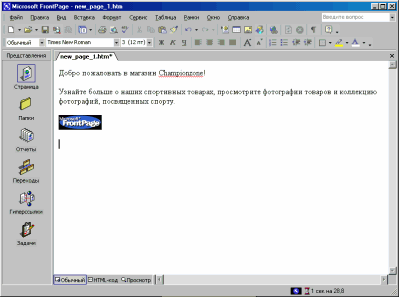 Microsoft FrontPage - new_page_1.htm
Файл Правка Вид Вставка Формат Сервис Таблица Рамки Окно Справка
Введите вопрос
Обычный Times New Roman 3 (12 пт) Ж К Ч
Представления
new_page_1.htm*
Добро пожаловать в магазин Championzone!
Узнайте больше о наших спортивных товарах, просмотрите фотографии товаров и коллекцию
фотографий, посвященных спорту.
Microsoft
FrontPage
Страница
Папки
Отчеты
Переходы
Гиперссылки
Задачи
Обычный HTML-код Просмотр
1 сек на 28,8